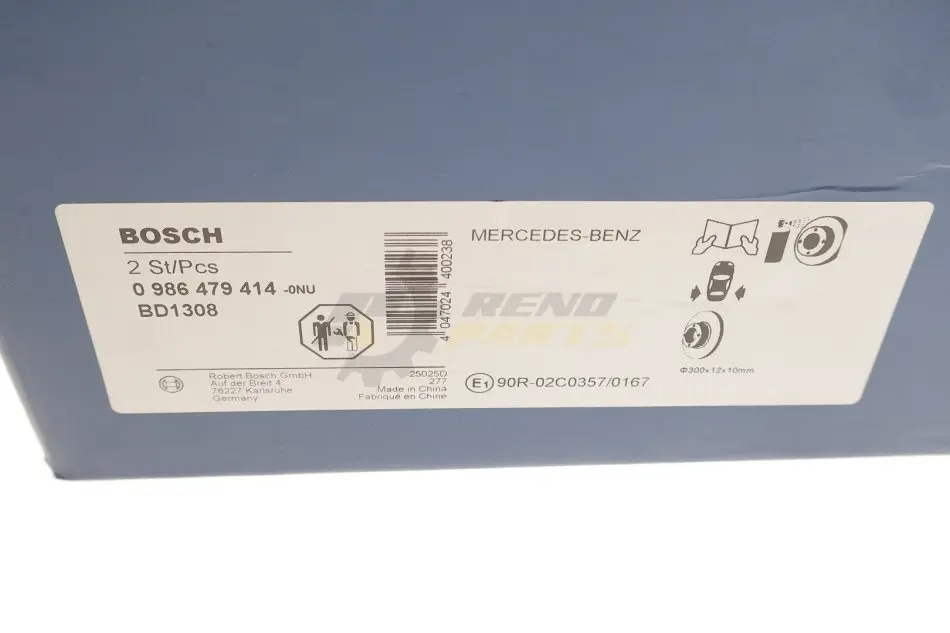 BOSCH
2 St/Pcs
0 986 479 414 -0NU
BD1308
4 047024 400238
Robert Bosch GmbH
Auf der Breit 4
76227 Karlsruhe
Germany
25025D
277
Made in China
Fabriqué en Chine
MERCEDES-BENZ
E1 90R-02C0357/0167
Φ300x12x10mm
RENO
PARTS